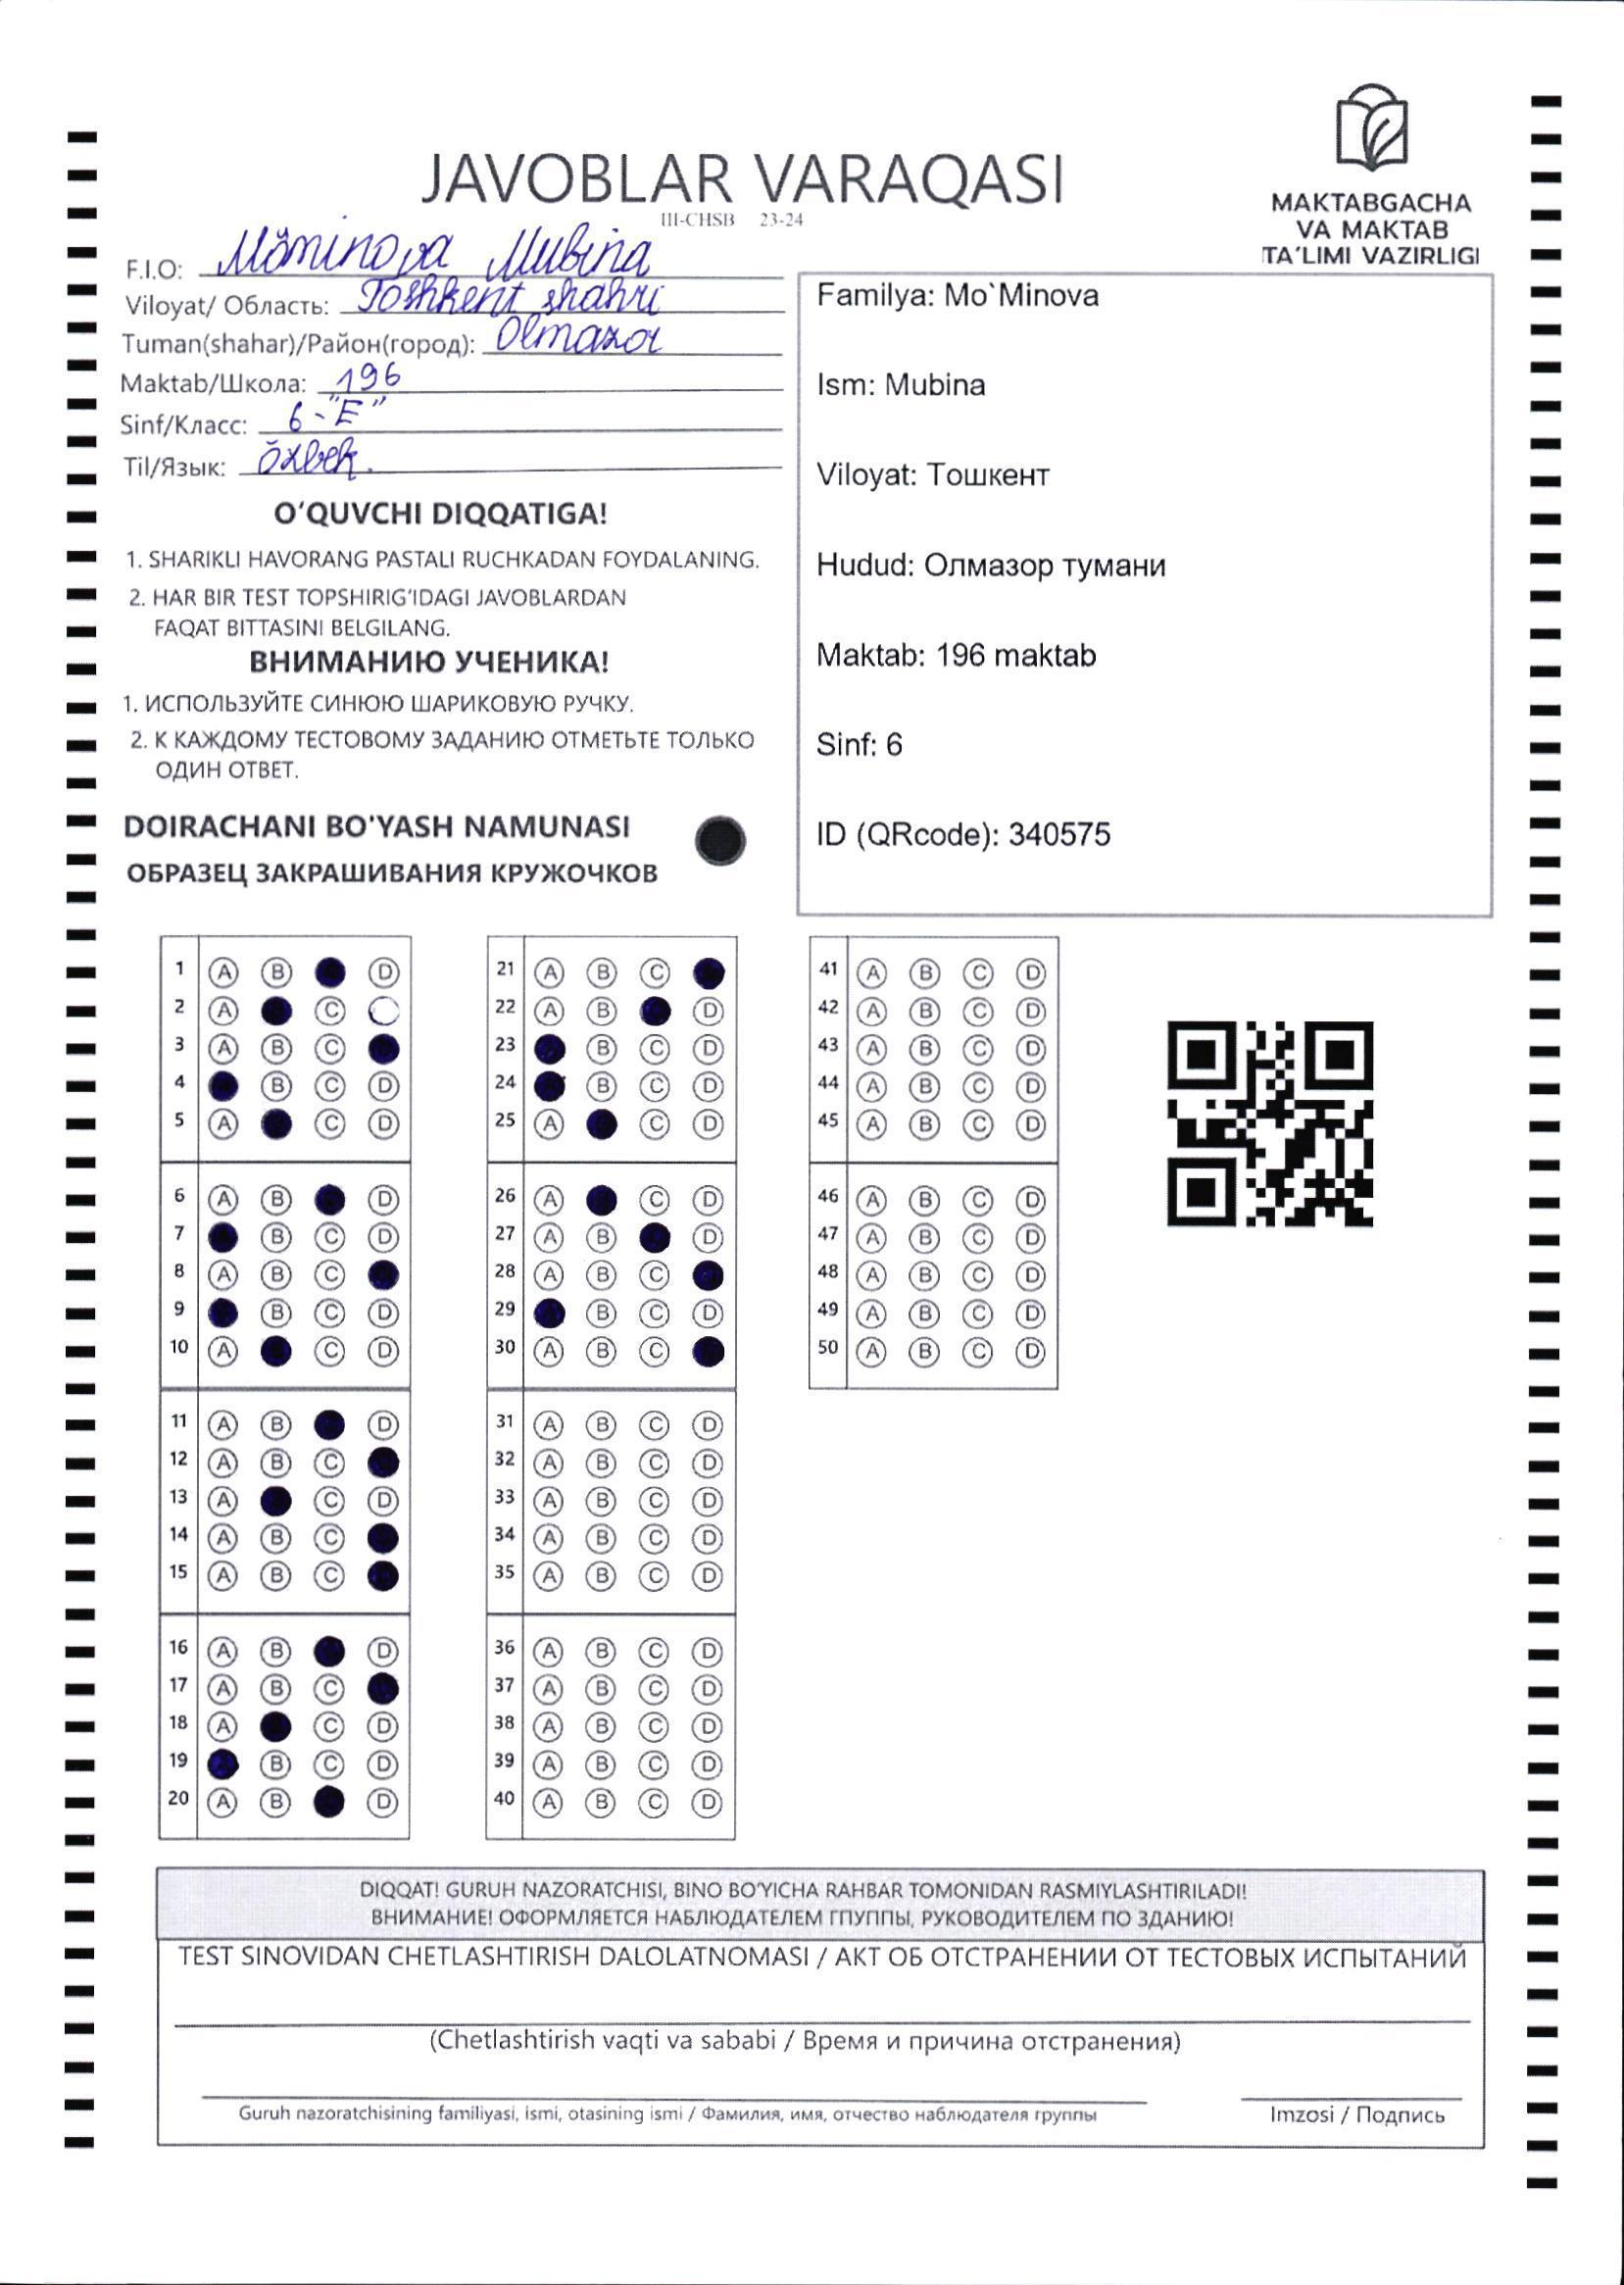 JAVOBLAR VARAQASI
III-CHSB 23-24
MAKTABGACHA
VA MAKTAB
TA'LIMI VAZIRLIGI
F.I.O: Mŏminova Mubina
Viloyat/ Область: Toshkent shahri
Tuman(shahar)/Район(город): Olmazor
Maktab/Школа: 196
Sinf/Класс: 6-"E"
Til/Язык: Ŏzbek.
O'QUVCHI DIQQATIGA!
1. SHARIKLI HAVORANG PASTALI RUCHKADAN FOYDALANING.
2. HAR BIR TEST TOPSHIRIG'IDAGI JAVOBLARDAN
FAQAT BITTASINI BELGILANG.
ВНИМАНИЮ УЧЕНИКА!
1. ИСПОЛЬЗУЙТЕ СИНЮЮ ШАРИКОВУЮ РУЧКУ.
2. К КАЖДОМУ ТЕСТОВОМУ ЗАДАНИЮ ОТМЕТЬТЕ ТОЛЬКО
ОДИН ОТВЕТ.
DOIRACHANI BO'YASH NAMUNASI
ОБРАЗЕЦ ЗАКРАШИВАНИЯ КРУЖОЧКОВ
Familya: Mo`Minova
Ism: Mubina
Viloyat: Тошкент
Hudud: Олмазор тумани
Maktab: 196 maktab
Sinf: 6
ID (QRcode): 340575
1 A B D
2 A C
3 A B C
4 B C D
5 A C D
6 A B D
7 B C D
8 A B C
9 B C D
10 A C D
11 A B D
12 A B C
13 A C D
14 A B C
15 A B C
16 A B D
17 A B C
18 A C D
19 B C D
20 A B D
21 A B C
22 A B D
23 B C D
24 B C D
25 A C D
26 A C D
27 A B D
28 A B C
29 B C D
30 A B C
31 A B C D
32 A B C D
33 A B C D
34 A B C D
35 A B C D
36 A B C D
37 A B C D
38 A B C D
39 A B C D
40 A B C D
41 A B C D
42 A B C D
43 A B C D
44 A B C D
45 A B C D
46 A B C D
47 A B C D
48 A B C D
49 A B C D
50 A B C D
DIQQAT! GURUH NAZORATCHISI, BINO BO'YICHA RAHBAR TOMONIDAN RASMIYLASHTIRILADI!
ВНИМАНИЕ! ОФОРМЛЯЕТСЯ НАБЛЮДАТЕЛЕМ ГПУППЫ, РУКОВОДИТЕЛЕМ ПО ЗДАНИЮ!
TEST SINOVIDAN CHETLASHTIRISH DALOLATNOMASI / АКТ ОБ ОТСТРАНЕНИИ ОТ ТЕСТОВЫХ ИСПЫТАНИЙ
(Chetlashtirish vaqti va sababi / Время и причина отстранения)
Guruh nazoratchisining familiyasi, ismi, otasining ismi / Фамилия, имя, отчество наблюдателя группы
Imzosi / Подпись